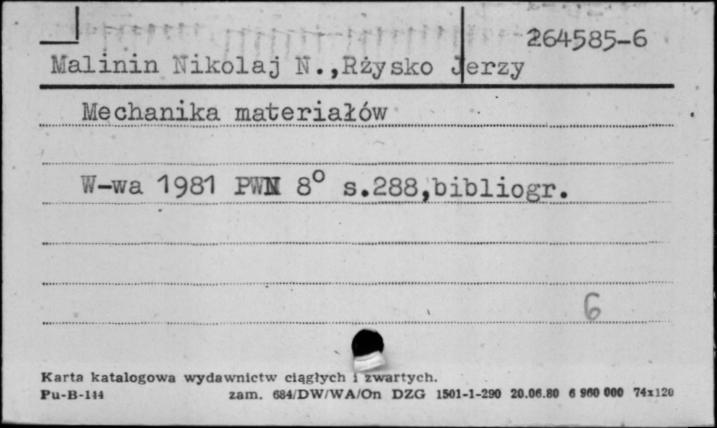 264585-6
Malinin Nikolaj N.,Rżysko Jerzy
Mechanika materiałów
W-wa 1981 PWN 8° s.288,bibliogr.
6
Karta katalogowa wydawnictw ciągłych i zwartych.
Pu-B-144 zam. 684/DW/WA/On DZG 1501-1-290 20.06.80 6 960 000 74x120